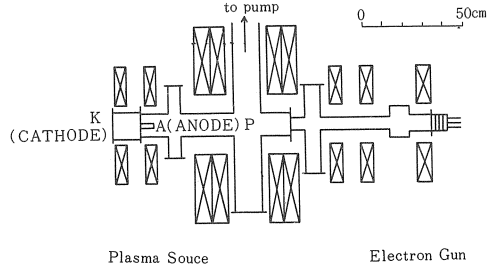 to pump
0 50cm
K A(ANODE) P
(CATHODE)
Plasma Souce Electron Gun